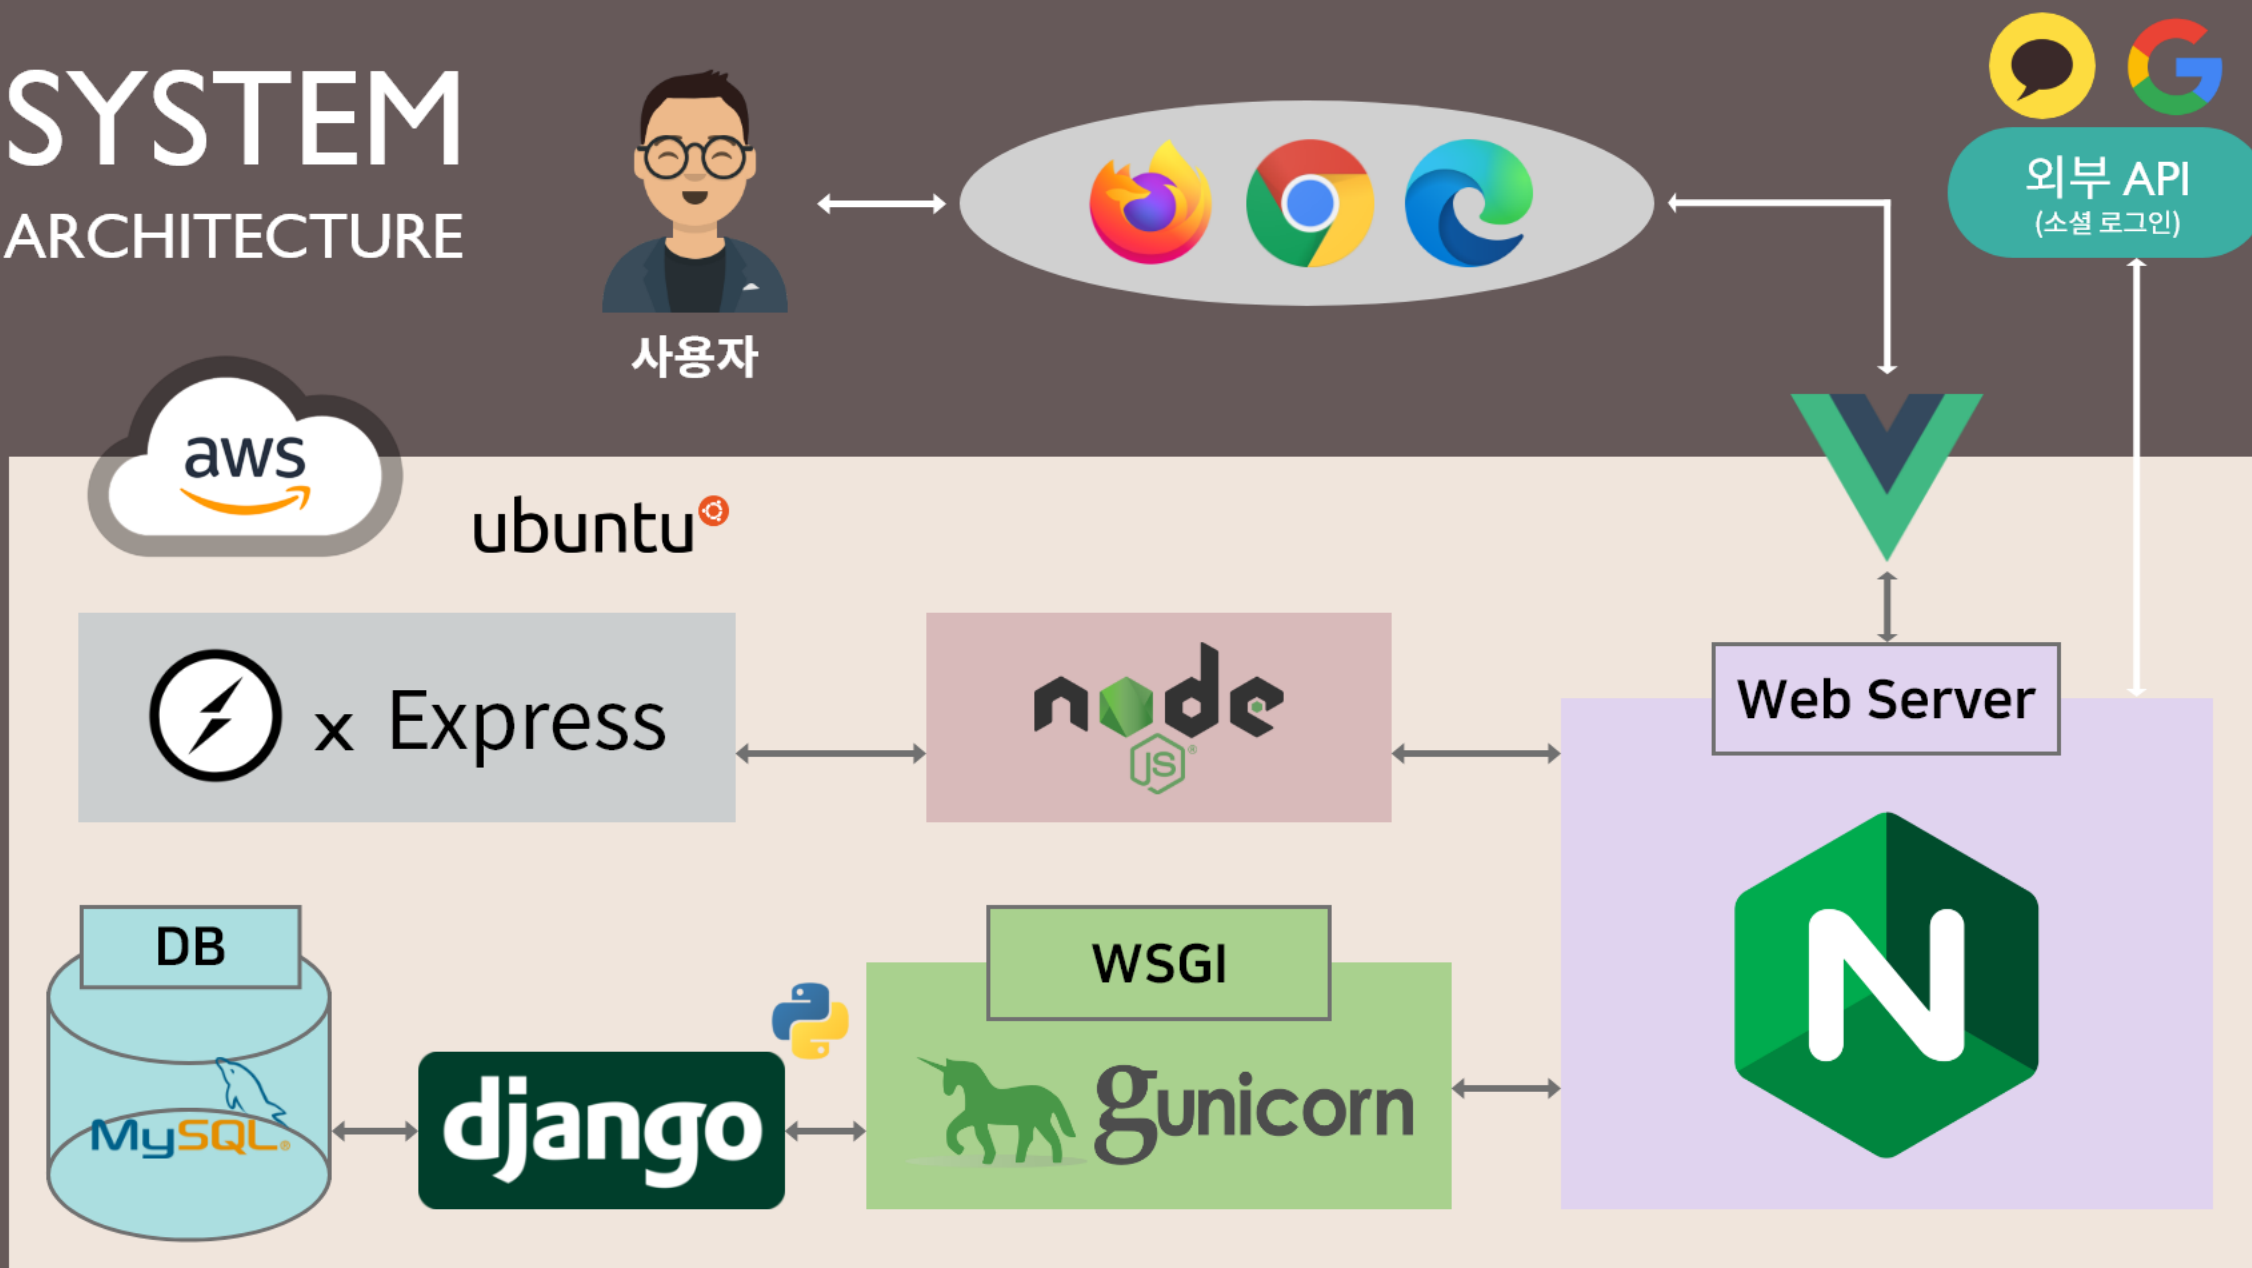 SYSTEM
ARCHITECTURE
사용자
외부 API
(소셜 로그인)
aws
ubuntu
x Express
node
JS®
Web Server
DB
WSGI
MySQL®
django
gunicorn
N